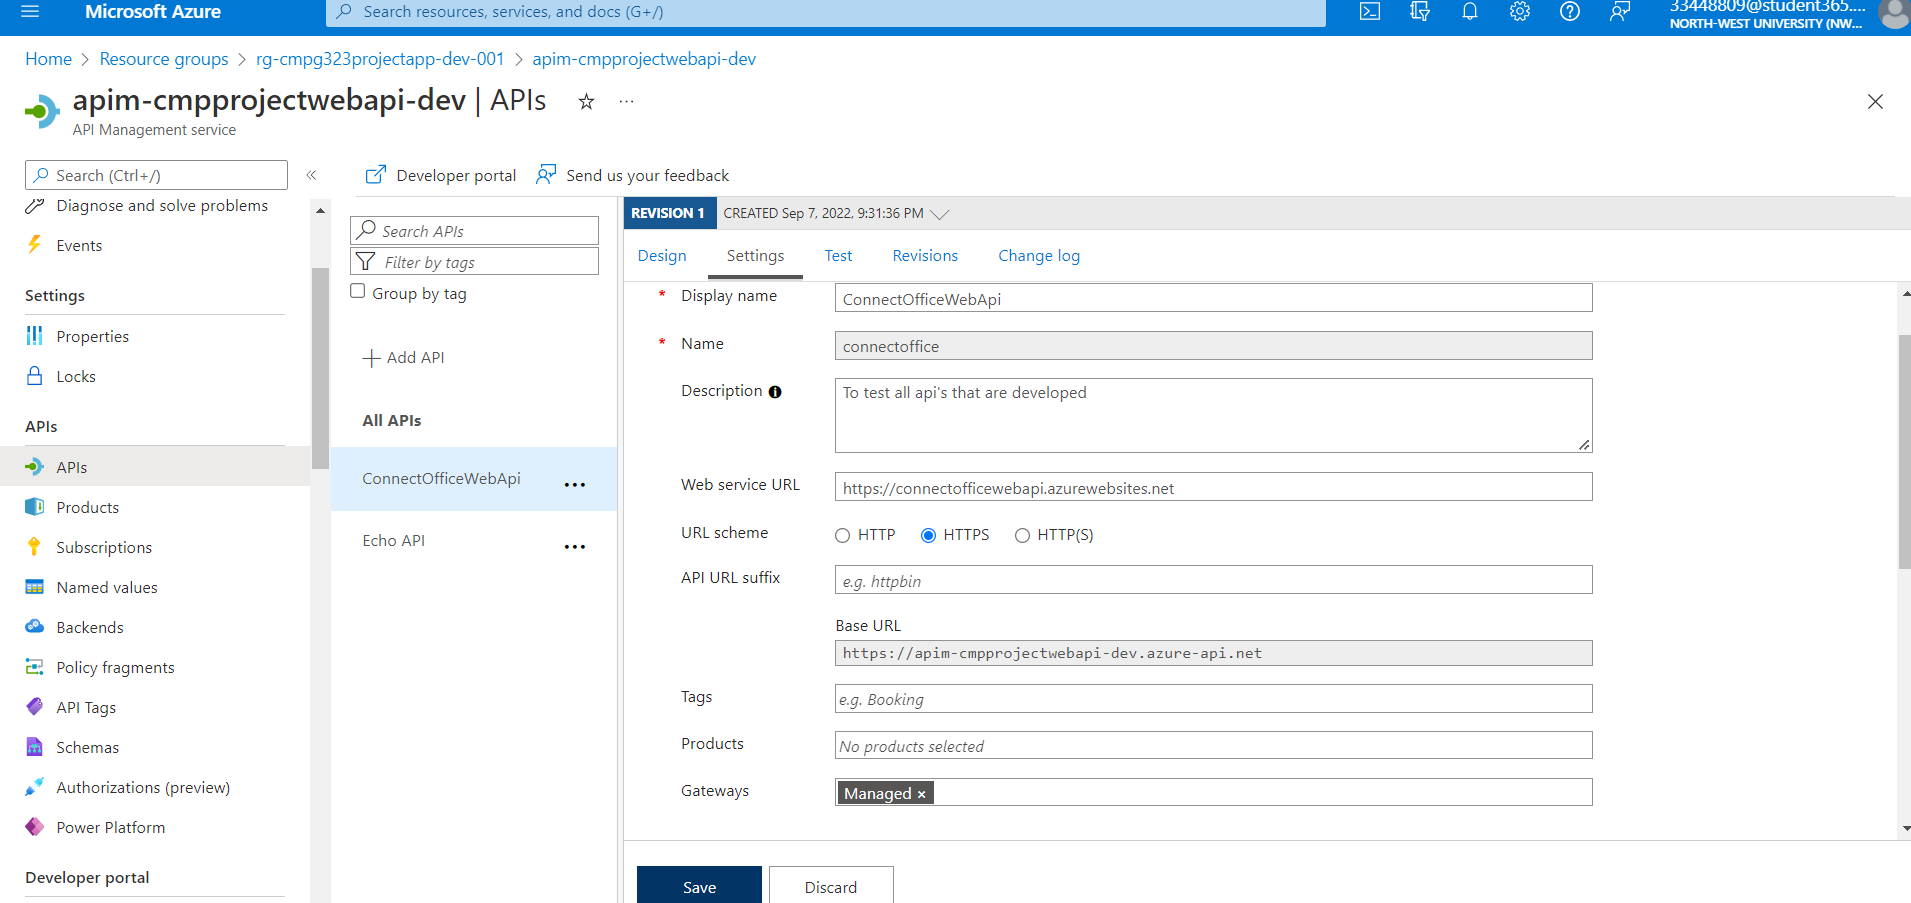 Microsoft Azure
Search resources, services, and docs (G+/)
33448809@student365....
NORTH-WEST UNIVERSITY (NW...
Home > Resource groups > rg-cmpg323projectapp-dev-001 > apim-cmpprojectwebapi-dev
apim-cmpprojectwebapi-dev | APIs
API Management service
Search (Ctrl+/)
Diagnose and solve problems
Events
Settings
Properties
Locks
APIs
APIs
Products
Subscriptions
Named values
Backends
Policy fragments
API Tags
Schemas
Authorizations (preview)
Power Platform
Developer portal
Developer portal
Send us your feedback
Search APIs
Filter by tags
Group by tag
Add API
All APIs
ConnectOfficeWebApi
Echo API
REVISION 1
CREATED Sep 7, 2022, 9:31:36 PM
Design
Settings
Test
Revisions
Change log
* Display name
ConnectOfficeWebApi
* Name
connectoffice
Description
To test all api's that are developed
Web service URL
https://connectofficewebapi.azurewebsites.net
URL scheme
HTTP
HTTPS
HTTP(S)
API URL suffix
e.g. httpbin
Base URL
https://apim-cmpprojectwebapi-dev.azure-api.net
Tags
e.g. Booking
Products
No products selected
Gateways
Managed ×
Save
Discard